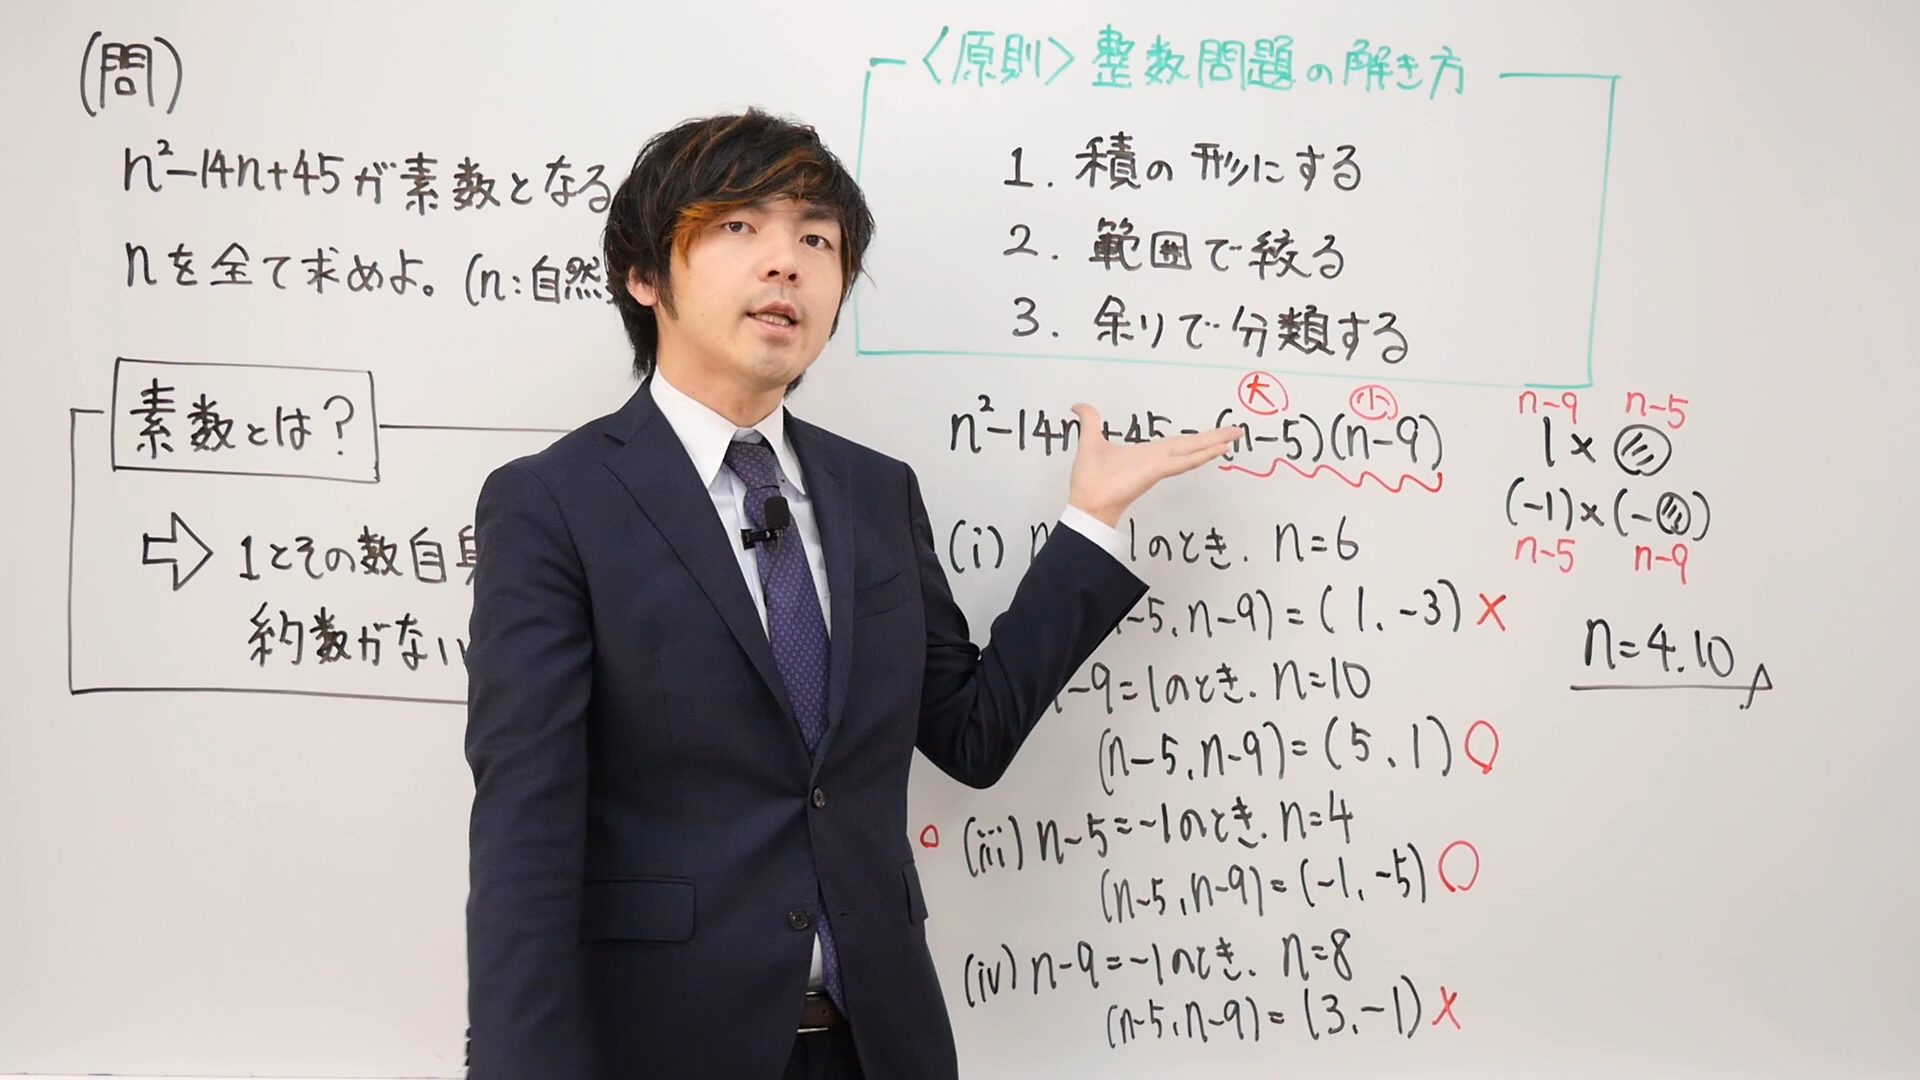 (問)
n²-14n+45が素数となる
nを全て求めよ。(n:自然
素数とは?
⇨ 1とその数自身
約数がない
〈原則〉整数問題の解き方
1. 積の形にする
2. 範囲で絞る
3. 余りで分類する
大 小
n²-14n+45=(n-5)(n-9)
(i) n 1のとき. n=6
-5,n-9)=(1,-3)×
-9=1のとき. n=10
(n-5,n-9)=(5,1)○
○ (iii) n-5=-1のとき. n=4
(n-5,n-9)=(-1,-5)○
(iv) n-9=-1のとき. n=8
(n-5,n-9)=(3,-1)×
n-9 n-5
1×
(-1)×(- )
n-5 n-9
n=4.10